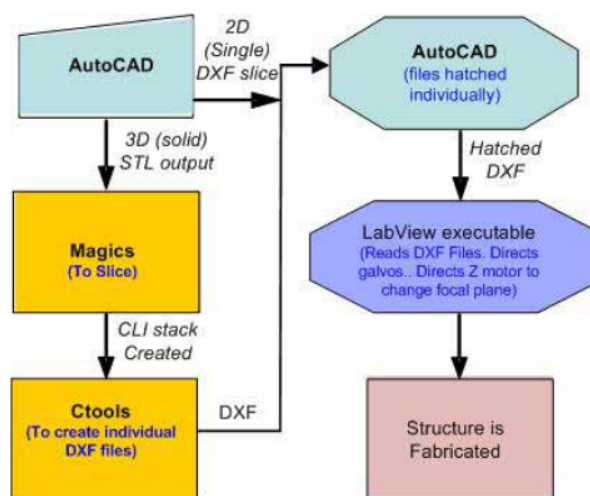 AutoCAD
2D
(Single)
DXF slice
3D (solid)
STL output
Magics
(To Slice)
CLI stack
Created
Ctools
(To create individual
DXF files)
DXF
AutoCAD
(files hatched
individually)
Hatched
DXF
LabView executable
(Reads DXF Files. Directs
galvos.. Directs Z motor to
change focal plane)
Structure is
Fabricated